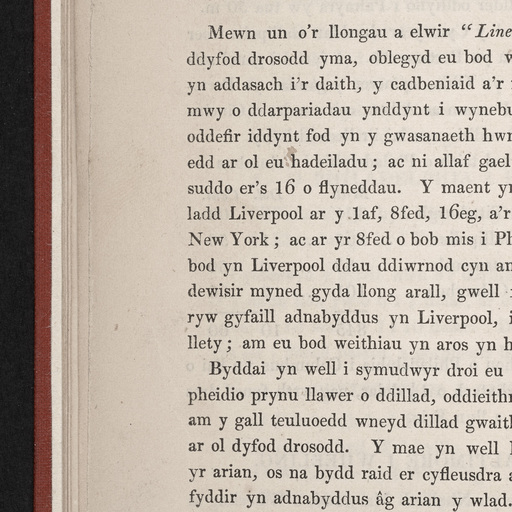 Mewn un o'r llongau a elwir “Line
ddyfod drosodd yma, oblegyd eu bod
yn addasach i'r daith, y cadbeniaid a'r
mwy o ddarpariadau ynddynt i wynebu
oddefir iddynt fod yn y gwasanaeth hwn
edd ar ol eu hadeiladu; ac ni allaf gael
suddo er's 16 o flyneddau. Y maent yn
ladd Liverpool ar y 1af, 8fed, 16eg, a'r
New York; ac ar yr 8fed o bob mis i Ph
bod yn Liverpool ddau ddiwrnod cyn
dewisir myned gyda llong arall, gwell
ryw gyfaill adnabyddus yn Liverpool,
llety; am eu bod weithiau yn aros yn
Byddai yn well i symudwyr droi eu
pheidio prynu llawer o ddillad, oddieithr
am y gall teuluoedd wneyd dillad gwaith
ar ol dyfod drosodd. Y mae yn well
yr arian, os na bydd raid er cyfleusdra
fyddir yn adnabyddus âg arian y wlad.